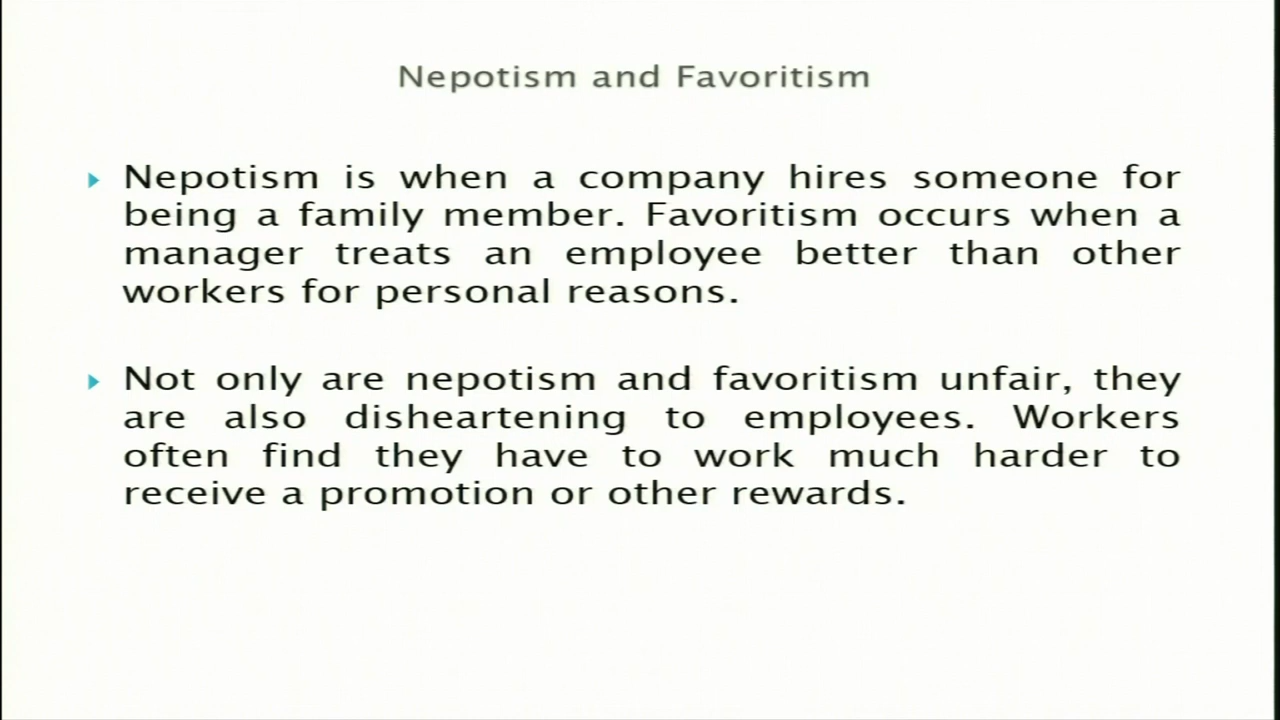 Nepotism and Favoritism
Nepotism is when a company hires someone for
being a family member. Favoritism occurs when a
manager treats an employee better than other
workers for personal reasons.
Not only are nepotism and favoritism unfair, they
are also disheartening to employees. Workers
often find they have to work much harder to
receive a promotion or other rewards.